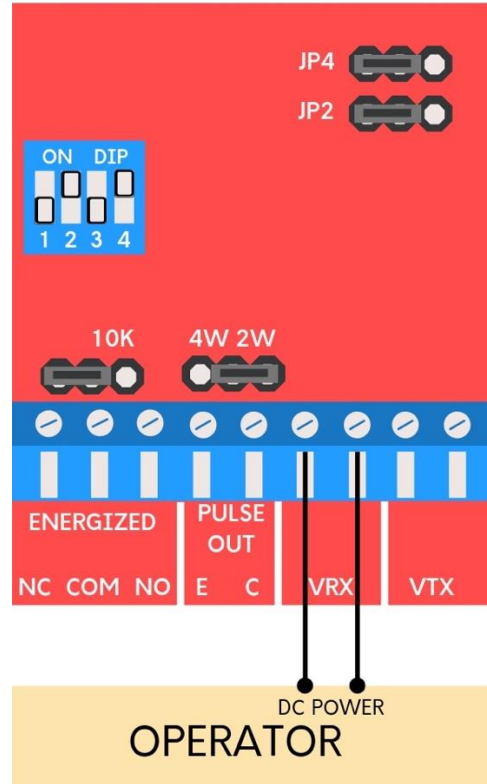 JP4
JP2
ON DIP
1 2 3 4
10K 4W 2W
ENERGIZED PULSE OUT
NC COM NO E C VRX VTX
DC POWER
OPERATOR